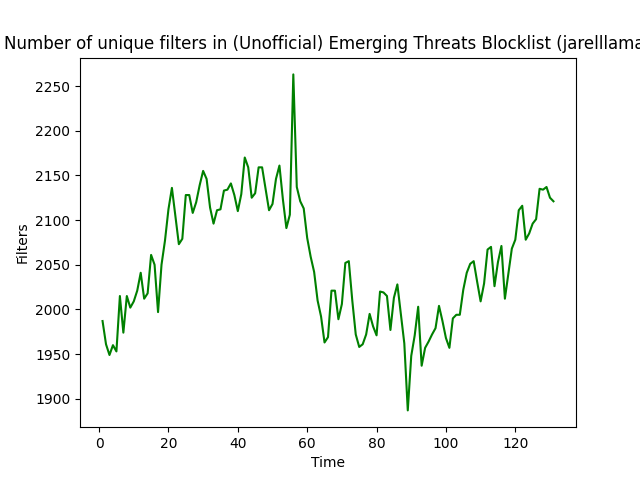 Number of unique filters in (Unofficial) Emerging Threats Blocklist (jarelllama
2250
2200
2150
2100
2050
2000
1950
1900
Filters
0 20 40 60 80 100 120
Time